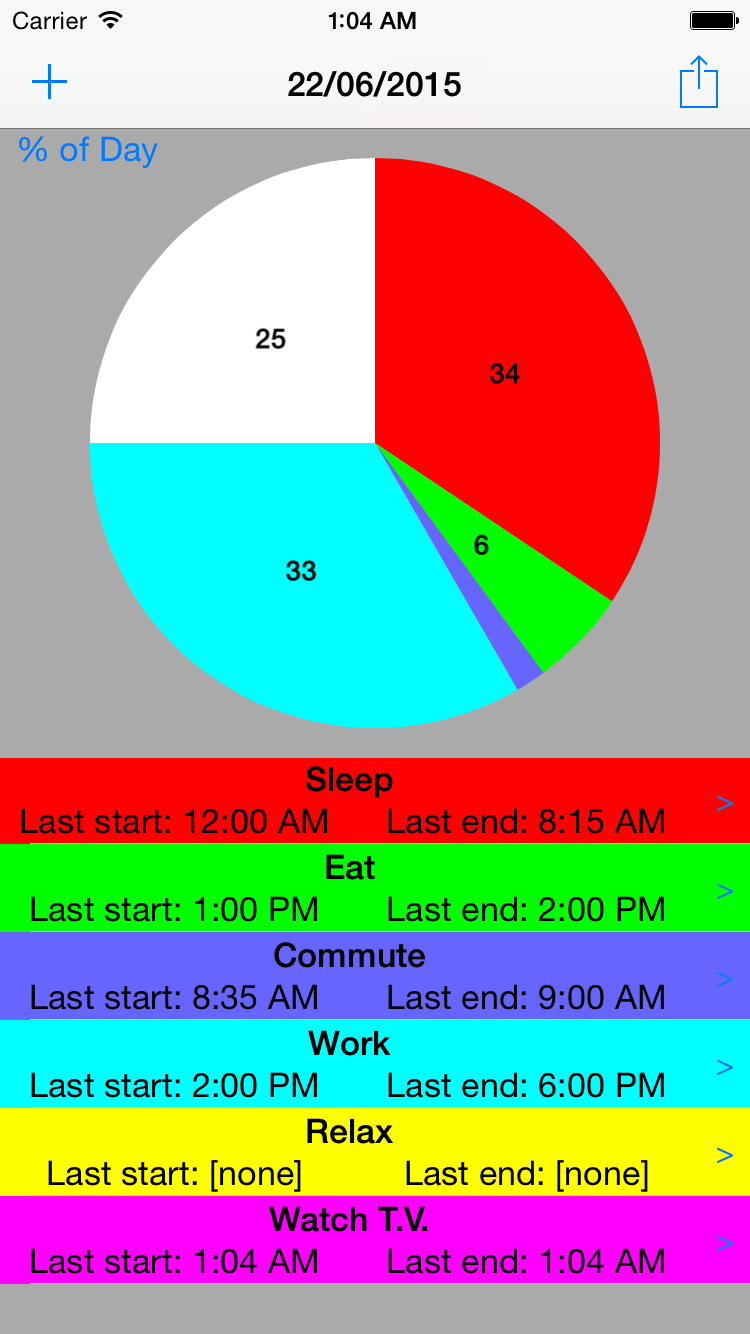 Carrier 1:04 AM
22/06/2015
% of Day
25
34
6
33
Sleep
Last start: 12:00 AM Last end: 8:15 AM >
Eat
Last start: 1:00 PM Last end: 2:00 PM >
Commute
Last start: 8:35 AM Last end: 9:00 AM >
Work
Last start: 2:00 PM Last end: 6:00 PM >
Relax
Last start: [none] Last end: [none] >
Watch T.V.
Last start: 1:04 AM Last end: 1:04 AM >